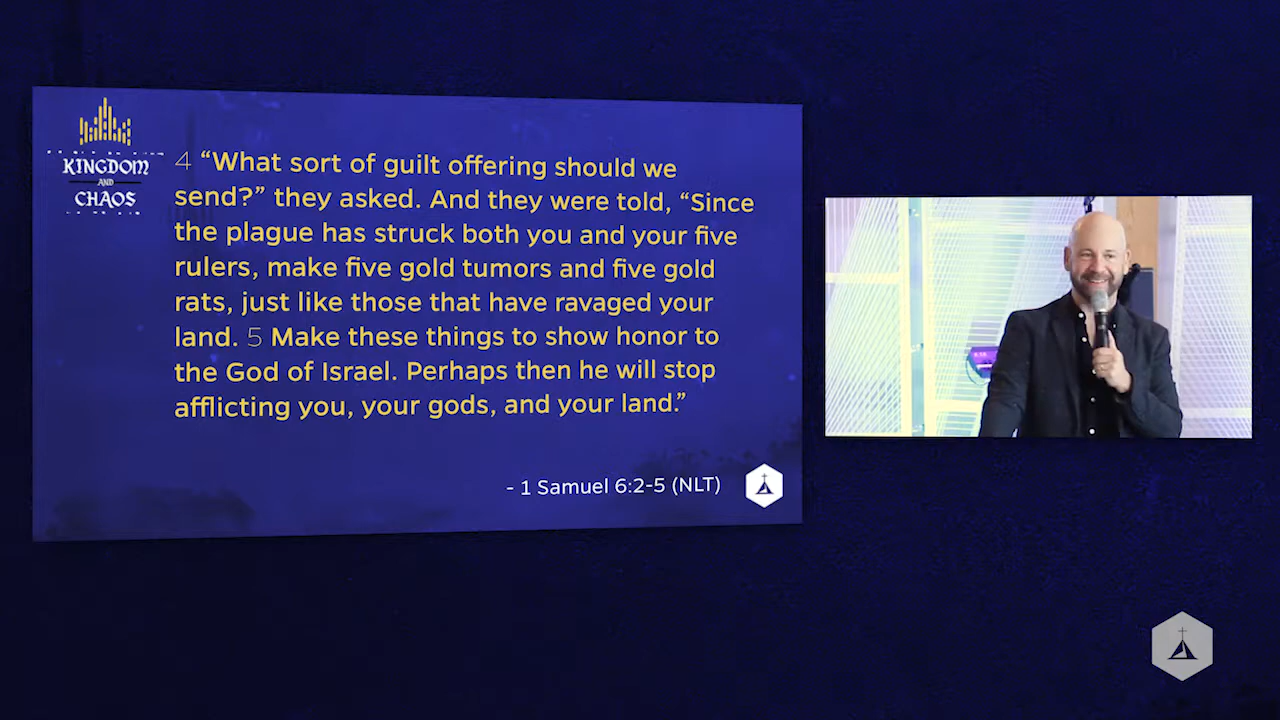 KINGDOM
AND
CHAOS
4 “What sort of guilt offering should we
send?” they asked. And they were told, “Since
the plague has struck both you and your five
rulers, make five gold tumors and five gold
rats, just like those that have ravaged your
land. 5 Make these things to show honor to
the God of Israel. Perhaps then he will stop
afflicting you, your gods, and your land.”
- 1 Samuel 6:2-5 (NLT)